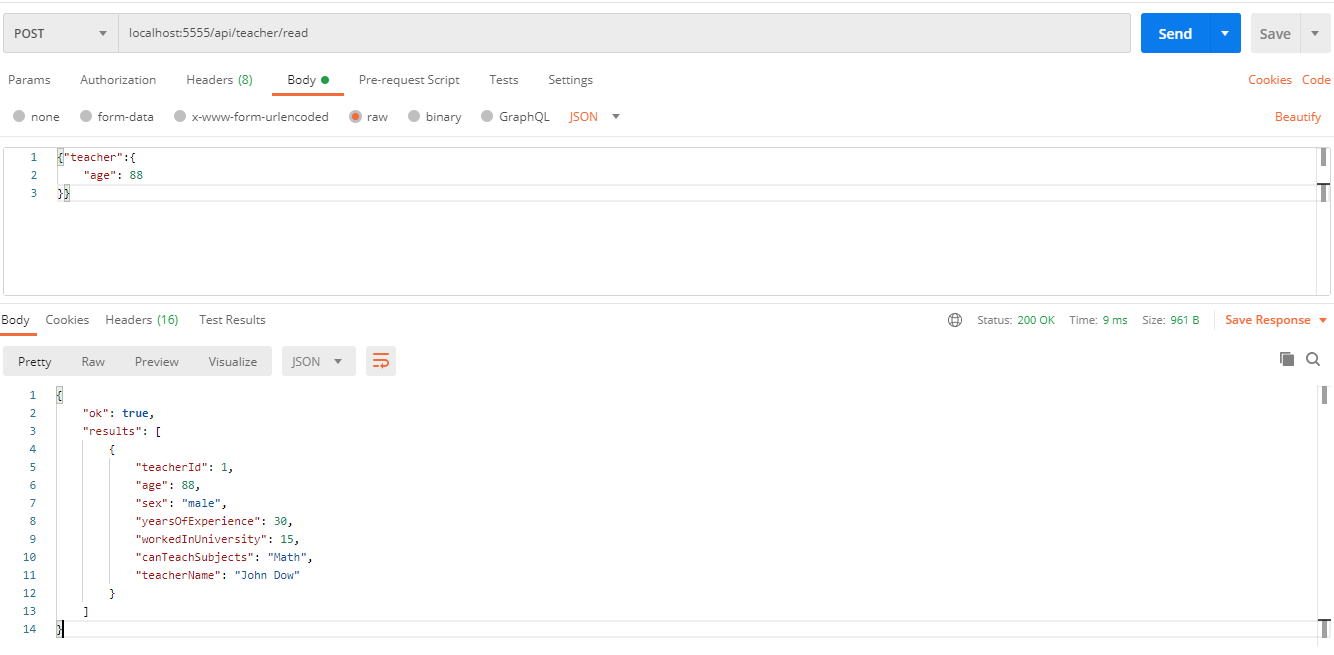 POST localhost:5555/api/teacher/read Send Save
Params Authorization Headers (8) Body Pre-request Script Tests Settings Cookies Code
none form-data x-www-form-urlencoded raw binary GraphQL JSON Beautify
1 {"teacher":{
2 "age": 88
3 }}
Body Cookies Headers (16) Test Results Status: 200 OK Time: 9 ms Size: 961 B Save Response
Pretty Raw Preview Visualize JSON
1 {
2 "ok": true,
3 "results": [
4 {
5 "teacherId": 1,
6 "age": 88,
7 "sex": "male",
8 "yearsOfExperience": 30,
9 "workedInUniversity": 15,
10 "canTeachSubjects": "Math",
11 "teacherName": "John Dow"
12 }
13 ]
14 }